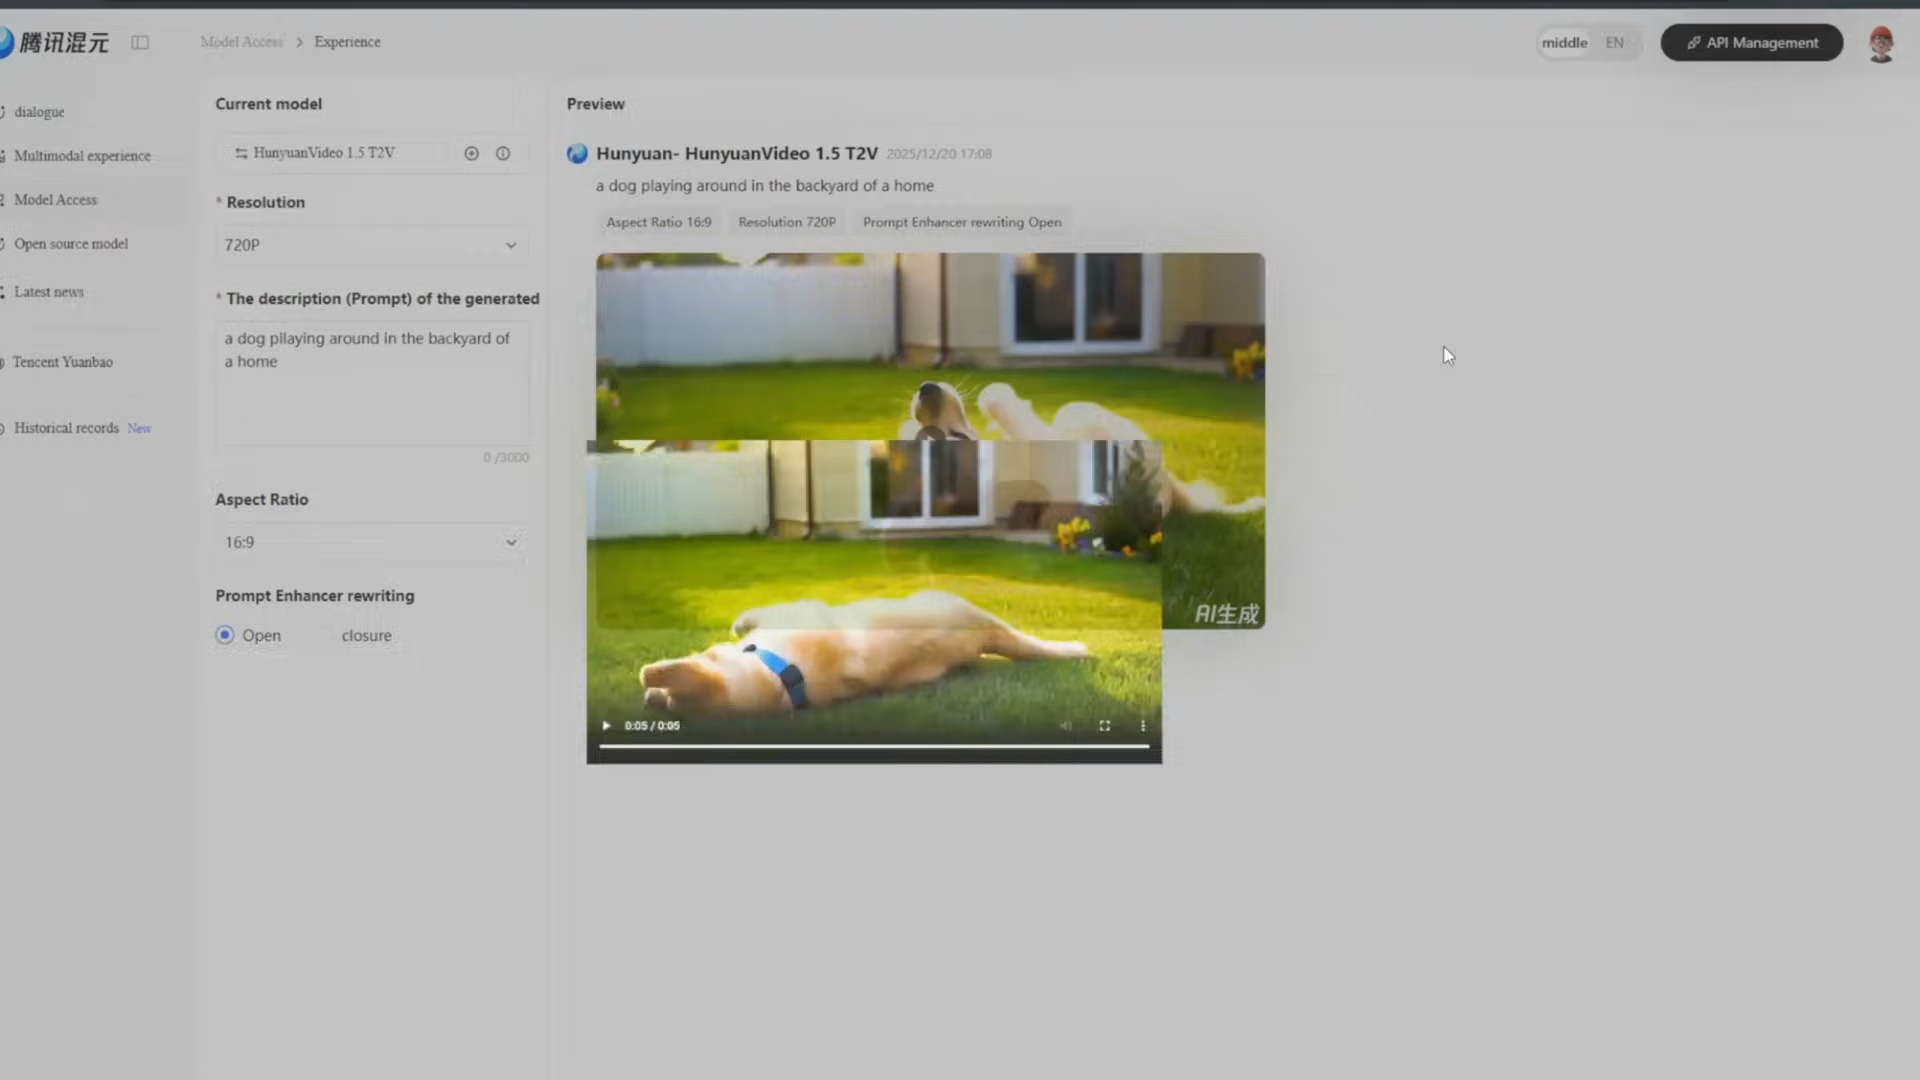 腾讯混元
Model Access > Experience
middle EN
API Management
dialogue
Multimodal experience
Model Access
Open source model
Latest news
Tencent Yuanbao
Historical records New
Current model
HunyuanVideo 1.5 T2V
* Resolution
720P
* The description (Prompt) of the generated
a dog pllaying around in the backyard of
a home
0 /3000
Aspect Ratio
16:9
Prompt Enhancer rewriting
Open closure
Preview
Hunyuan- HunyuanVideo 1.5 T2V 2025/12/20 17:08
a dog playing around in the backyard of a home
Aspect Ratio 16:9 Resolution 720P Prompt Enhancer rewriting Open
AI生成
0:05 / 0:05